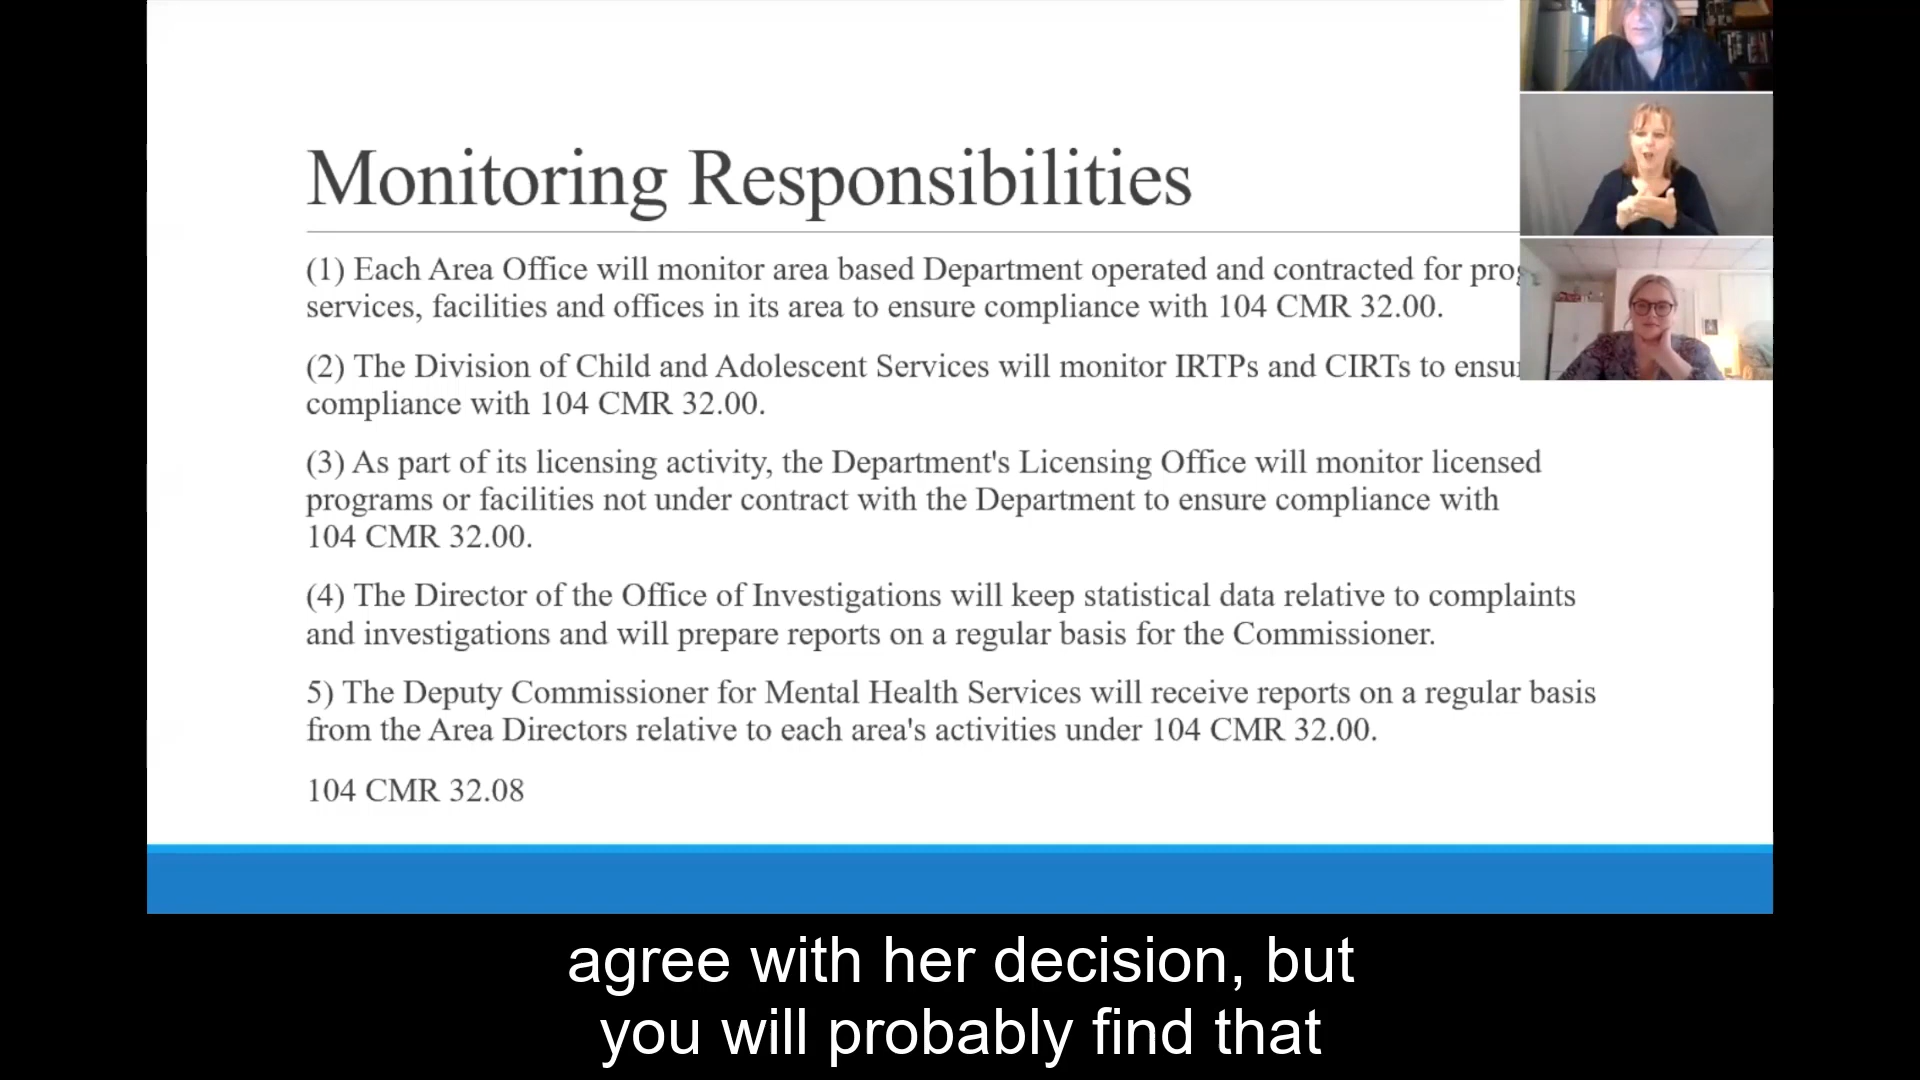 Monitoring Responsibilities
(1) Each Area Office will monitor area based Department operated and contracted for
services, facilities and offices in its area to ensure compliance with 104 CMR 32.00.
(2) The Division of Child and Adolescent Services will monitor IRTPs and CIRTs to
compliance with 104 CMR 32.00.
(3) As part of its licensing activity, the Department's Licensing Office will monitor licensed
programs or facilities not under contract with the Department to ensure compliance with
104 CMR 32.00.
(4) The Director of the Office of Investigations will keep statistical data relative to complaints
and investigations and will prepare reports on a regular basis for the Commissioner.
5) The Deputy Commissioner for Mental Health Services will receive reports on a regular basis
from the Area Directors relative to each area's activities under 104 CMR 32.00.
104 CMR 32.08
agree with her decision, but
you will probably find that